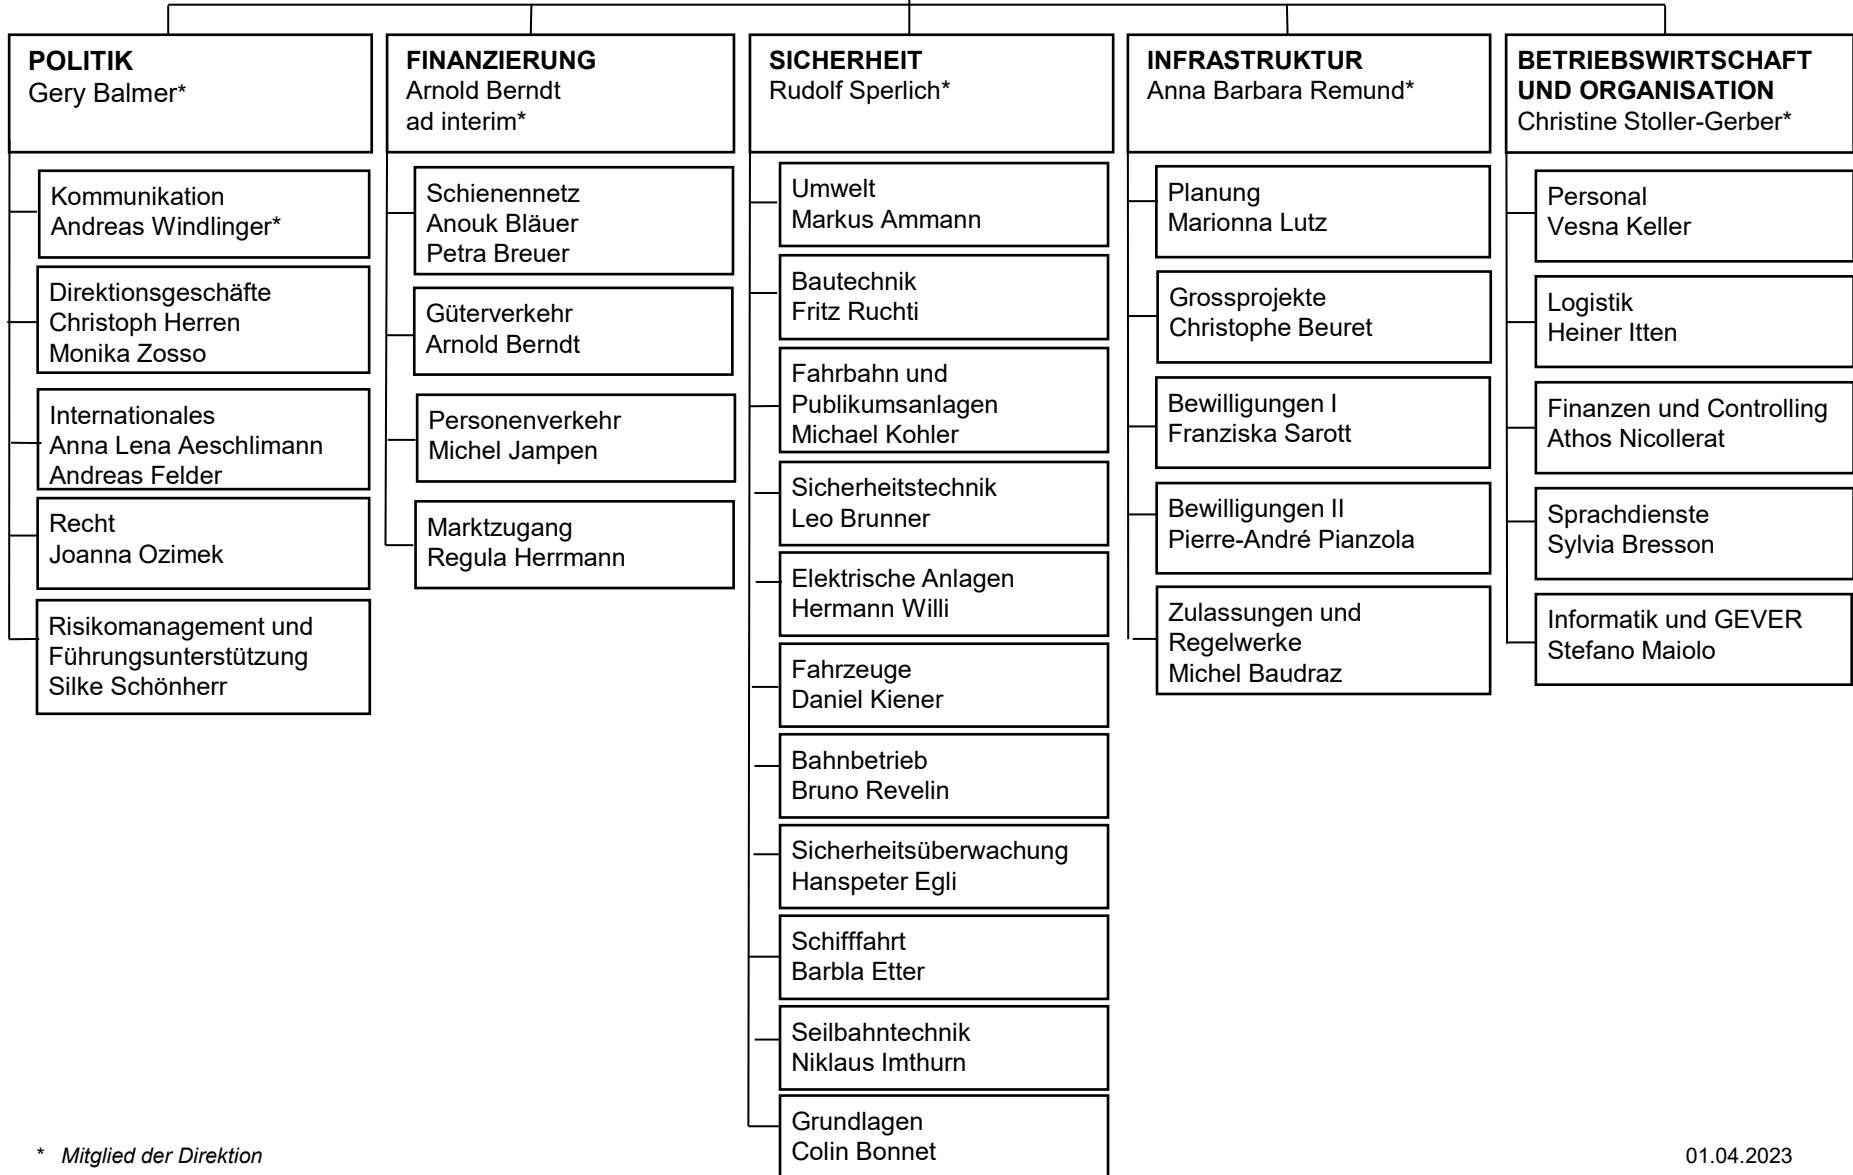 POLITIK
Gery Balmer*
Kommunikation
Andreas Windlinger*
Direktionsgeschäfte
Christoph Herren
Monika Zosso
Internationales
Anna Lena Aeschlimann
Andreas Felder
Recht
Joanna Ozimek
Risikomanagement und
Führungsunterstützung
Silke Schönherr
FINANZIERUNG
Arnold Berndt
ad interim*
Schienennetz
Anouk Bläuer
Petra Breuer
Güterverkehr
Arnold Berndt
Personenverkehr
Michel Jampen
Marktzugang
Regula Herrmann
SICHERHEIT
Rudolf Sperlich*
Umwelt
Markus Ammann
Bautechnik
Fritz Ruchti
Fahrbahn und
Publikumsanlagen
Michael Kohler
Sicherheitstechnik
Leo Brunner
Elektrische Anlagen
Hermann Willi
Fahrzeuge
Daniel Kiener
Bahnbetrieb
Bruno Revelin
Sicherheitsüberwachung
Hanspeter Egli
Schifffahrt
Barbla Etter
Seilbahntechnik
Niklaus Imthurn
Grundlagen
Colin Bonnet
INFRASTRUKTUR
Anna Barbara Remund*
Planung
Marionna Lutz
Grossprojekte
Christophe Beuret
Bewilligungen I
Franziska Sarott
Bewilligungen II
Pierre-André Pianzola
Zulassungen und
Regelwerke
Michel Baudraz
BETRIEBSWIRTSCHAFT
UND ORGANISATION
Christine Stoller-Gerber*
Personal
Vesna Keller
Logistik
Heiner Itten
Finanzen und Controlling
Athos Nicollerat
Sprachdienste
Sylvia Bresson
Informatik und GEVER
Stefano Maiolo
* Mitglied der Direktion
01.04.2023